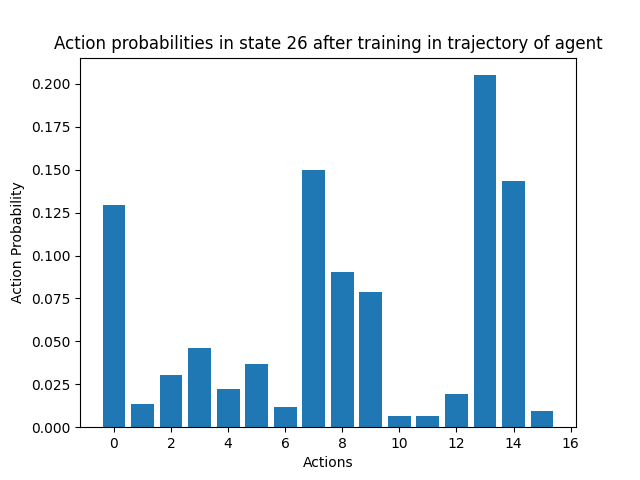 Action probabilities in state 26 after training in trajectory of agent
0.200
0.175
0.150
0.125
0.100
0.075
0.050
0.025
0.000
Action Probability
0 2 4 6 8 10 12 14 16
Actions